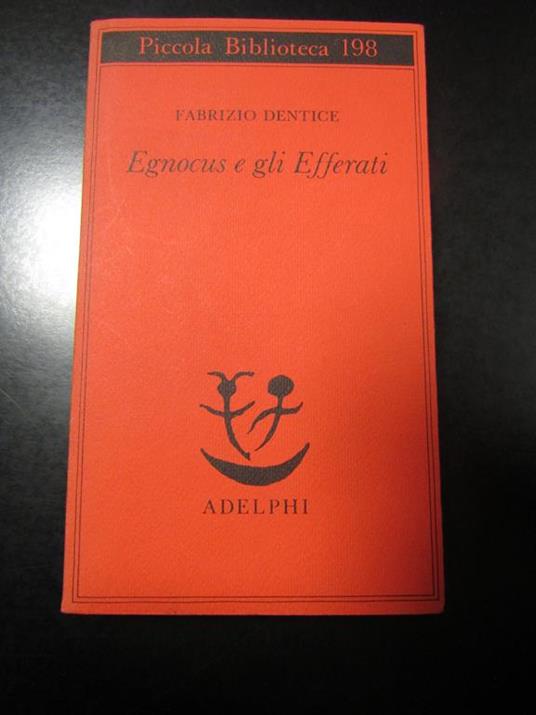 Piccola Biblioteca 198
FABRIZIO DENTICE
Egnocus e gli Efferati
ADELPHI